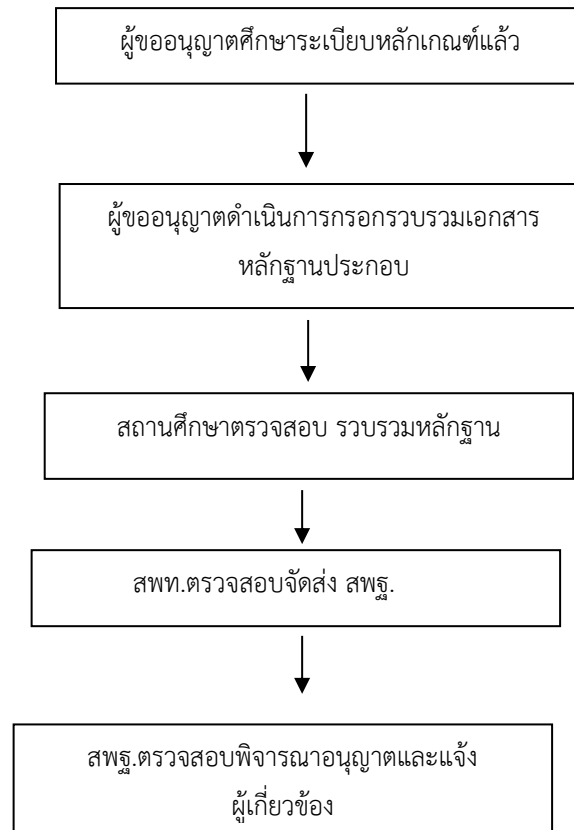 ผู้ขออนุญาตศึกษาระเบียบหลักเกณฑ์แล้ว
ผู้ขออนุญาตดำเนินการกรอกรวบรวมเอกสาร
หลักฐานประกอบ
สถานศึกษาตรวจสอบ รวบรวมหลักฐาน
สพท.ตรวจสอบจัดส่ง สพฐ.
สพฐ.ตรวจสอบพิจารณาอนุญาตและแจ้ง
ผู้เกี่ยวข้อง